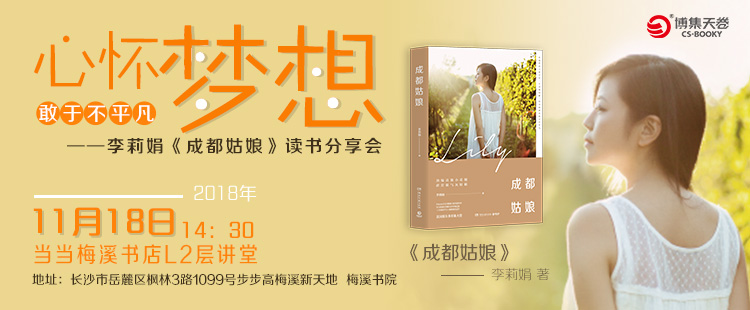 博集天卷
CS-BOOKY
心怀梦想
敢于不平凡
——李莉娟《成都姑娘》读书分享会
2018年
11月18日 14：30
当当梅溪书店L2层讲堂
地址：长沙市岳麓区枫林3路1099号步步高梅溪新天地 梅溪书院
成都姑娘
Lily
成都
姑娘
《成都姑娘》
—— 李莉娟 著